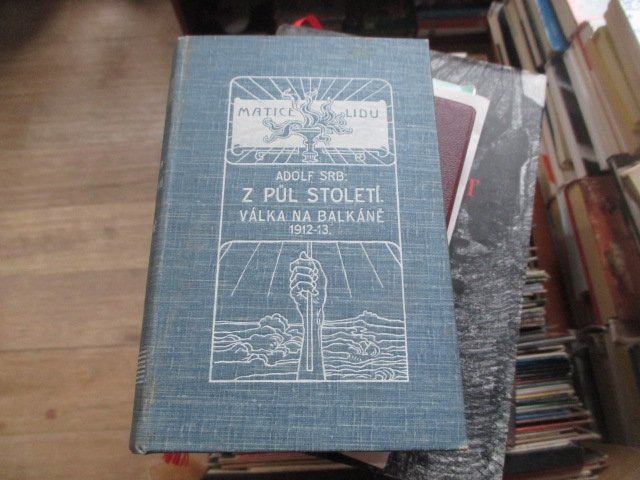 MATICE LIDU.
ADOLF SRB:
Z PŮL STOLETÍ.
VÁLKA NA BALKÁNĚ
1912-13.